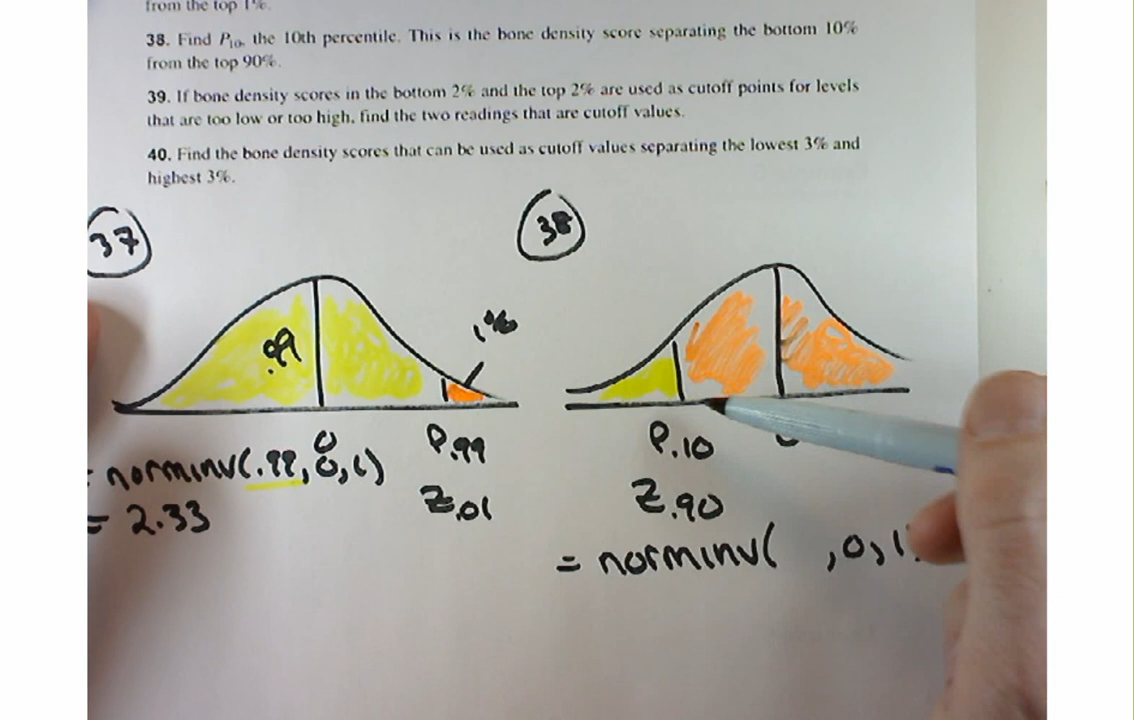 from the top 1%.
38. Find P10, the 10th percentile. This is the bone density score separating the bottom 10%
from the top 90%.
39. If bone density scores in the bottom 2% and the top 2% are used as cutoff points for levels
that are too low or too high, find the two readings that are cutoff values.
40. Find the bone density scores that can be used as cutoff values separating the lowest 3% and
highest 3%.
37
38
.99
1%
0
P.99
= norminv(.99,0,1)
Z.01
= 2.33
P.10
Z.90
= norminv( ,0,1